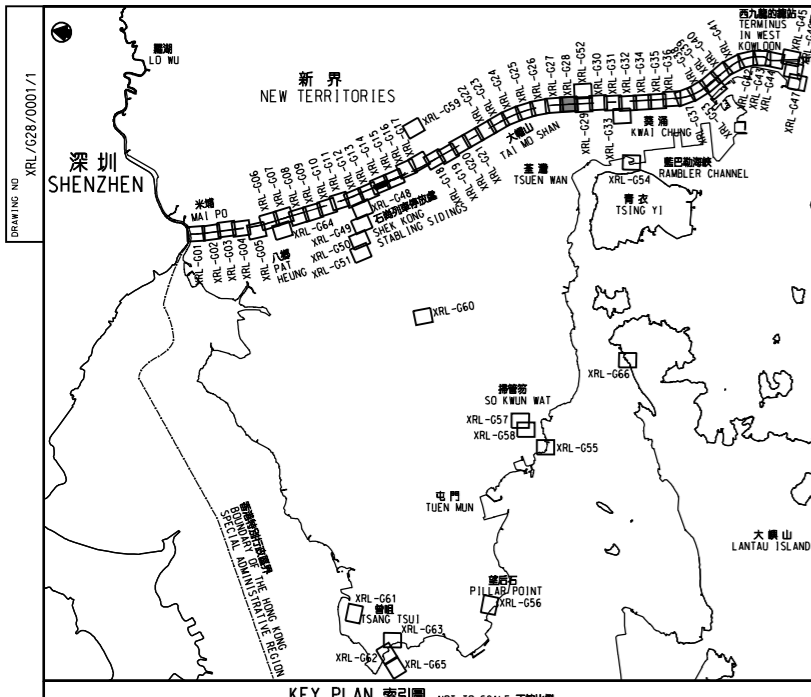 DRAWING NO
XRL/G28/0001/1
羅湖
LO WU
新界
NEW TERRITORIES
深圳
SHENZHEN
米埔
MAI PO
XRL-G01
XRL-G02
XRL-G03
XRL-G04
XRL-G05
XRL-G06
XRL-G07
XRL-G08
XRL-G09
XRL-G10
XRL-G11
XRL-G12
XRL-G13
XRL-G14
XRL-G15
XRL-G16
XRL-G17
XRL-G59
XRL-G64
八鄉
PAT
HEUNG
XRL-G48
XRL-G49
XRL-G50
XRL-G51
石崗列車停放處
SHEK KONG
STABLING SIDINGS
XRL-G18
XRL-G19
XRL-G20
XRL-G21
XRL-G22
XRL-G23
XRL-G24
XRL-G25
XRL-G26
XRL-G27
XRL-G28
XRL-G52
XRL-G30
XRL-G31
XRL-G32
XRL-G34
XRL-G35
XRL-G36
大帽山
TAI MO SHAN
XRL-G29
XRL-G33
XRL-G40
XRL-G41
西九龍的總站
TERMINUS
IN WEST
KOWLOON
XRL-G45
XRL-G42
XRL-G43
XRL-G44
XRL-G47
葵涌
KWAI CHUNG
荃灣
TSUEN WAN
XRL-G54
藍巴勒海峽
RAMBLER CHANNEL
青衣
TSING YI
XRL-G60
XRL-G66
掃管笏
SO KWUN WAT
XRL-G57
XRL-G58
XRL-G55
屯門
TUEN MUN
大嶼山
LANTAU ISLAND
香港特別行政區界
BOUNDARY OF THE HONG KONG
SPECIAL ADMINISTRATIVE REGION
望后石
PILLAR POINT
XRL-G56
XRL-G61
曾咀
TSANG TSUI
XRL-G63
XRL-G62
XRL-G65
KEY PLAN 索引圖